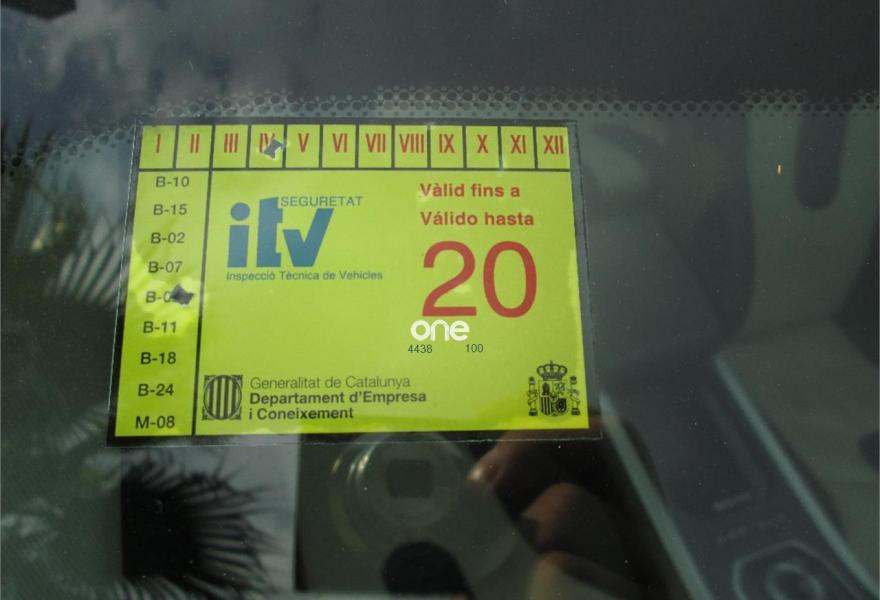 I II III IV V VI VII VIII IX X XI XII
B-10
B-15
B-02
B-07
B-11
B-18
B-24
M-08
SEGURETAT
itv
Inspecció Tècnica de Vehicles
Vàlid fins a
Válido hasta
20
one
4438 100
Generalitat de Catalunya
Departament d'Empresa
i Coneixement